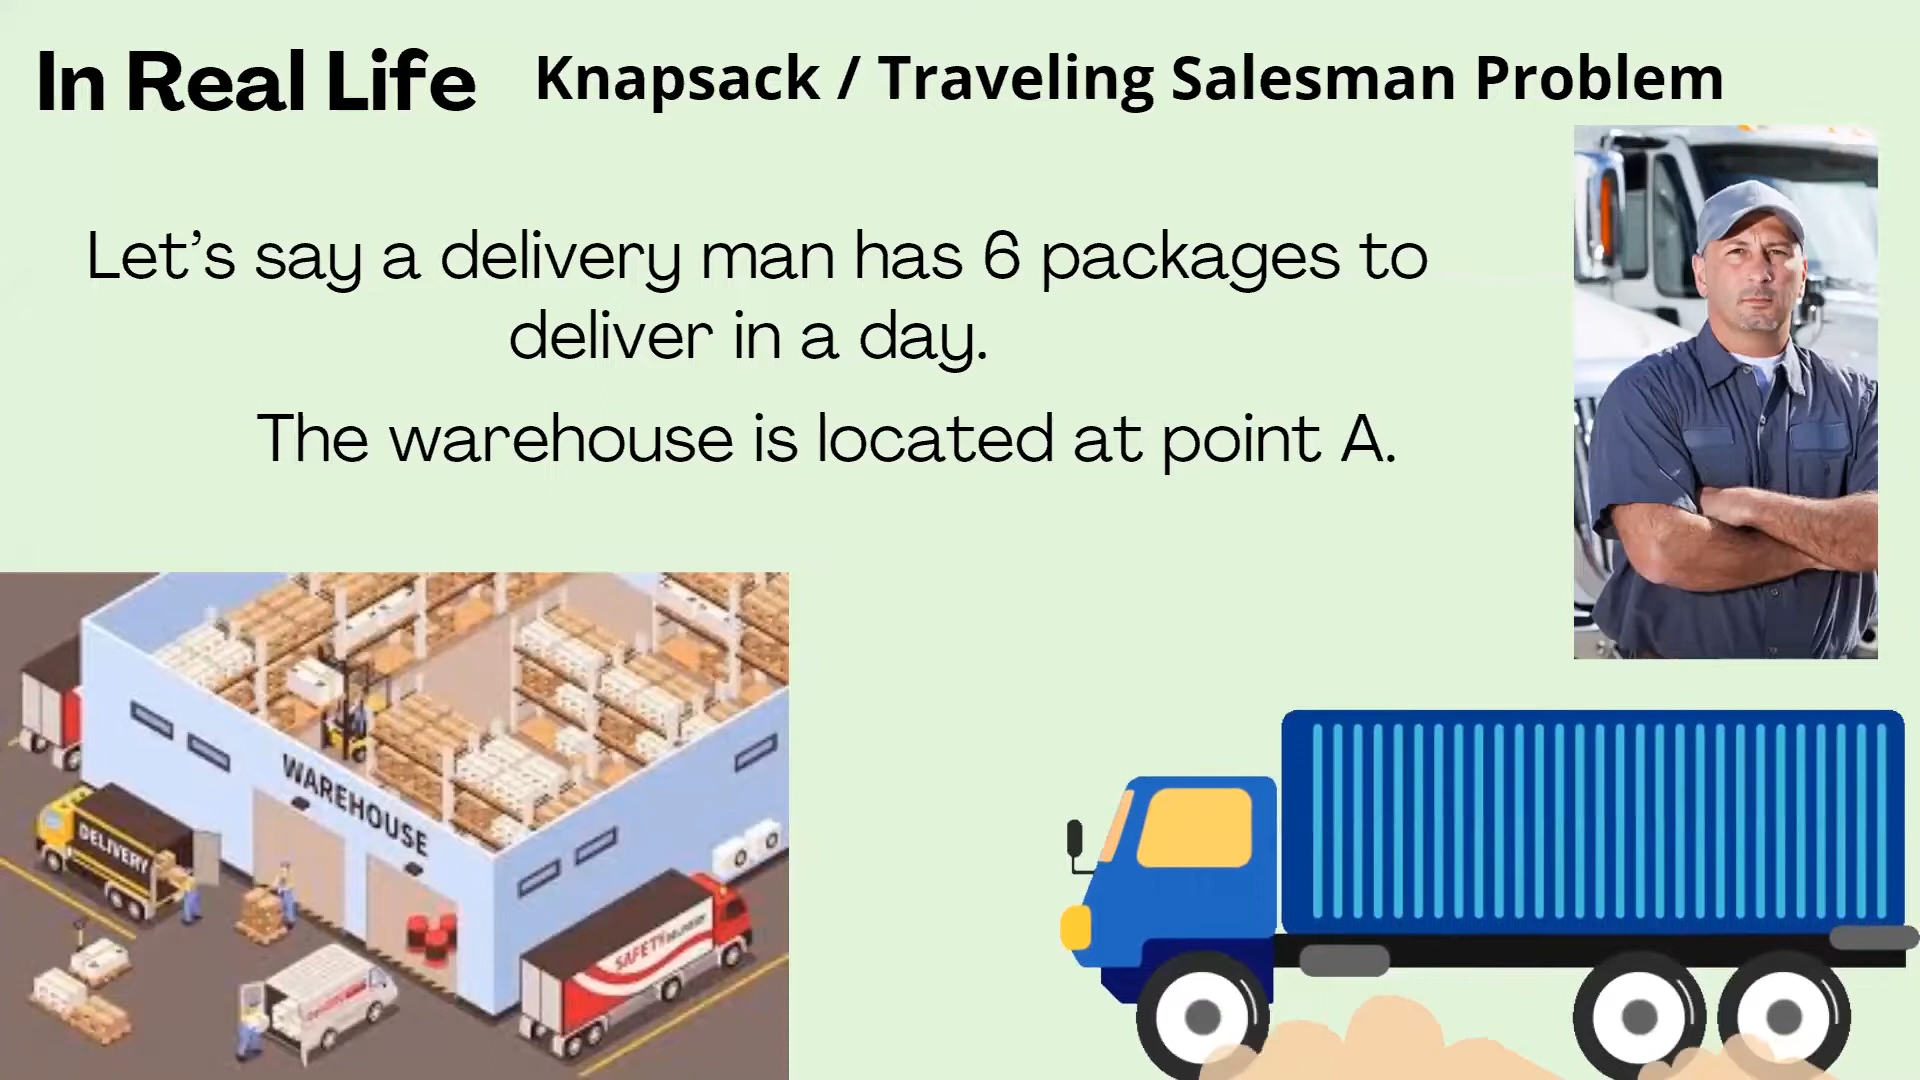 In Real Life Knapsack / Traveling Salesman Problem
Let’s say a delivery man has 6 packages to
deliver in a day.
The warehouse is located at point A.
WAREHOUSE
DELIVERY
SAFETY